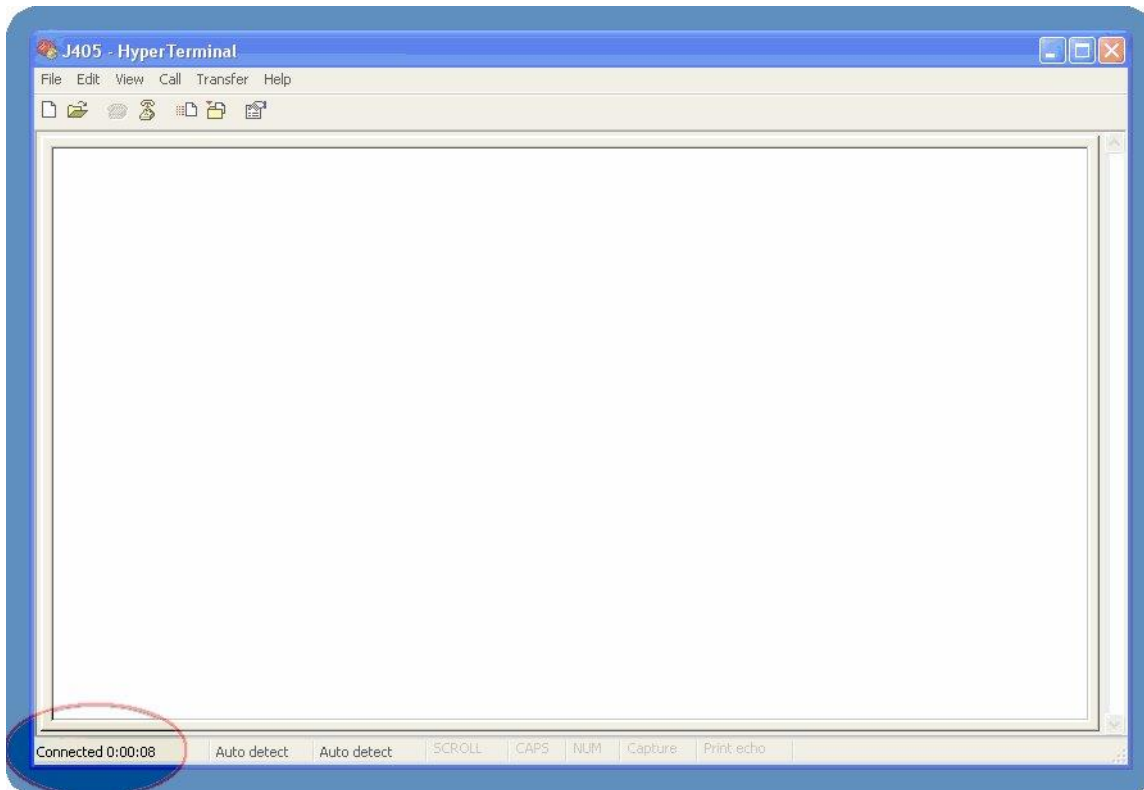 J405 - HyperTerminal
File Edit View Call Transfer Help
Connected 0:00:08 Auto detect Auto detect SCROLL CAPS NUM Capture Print echo